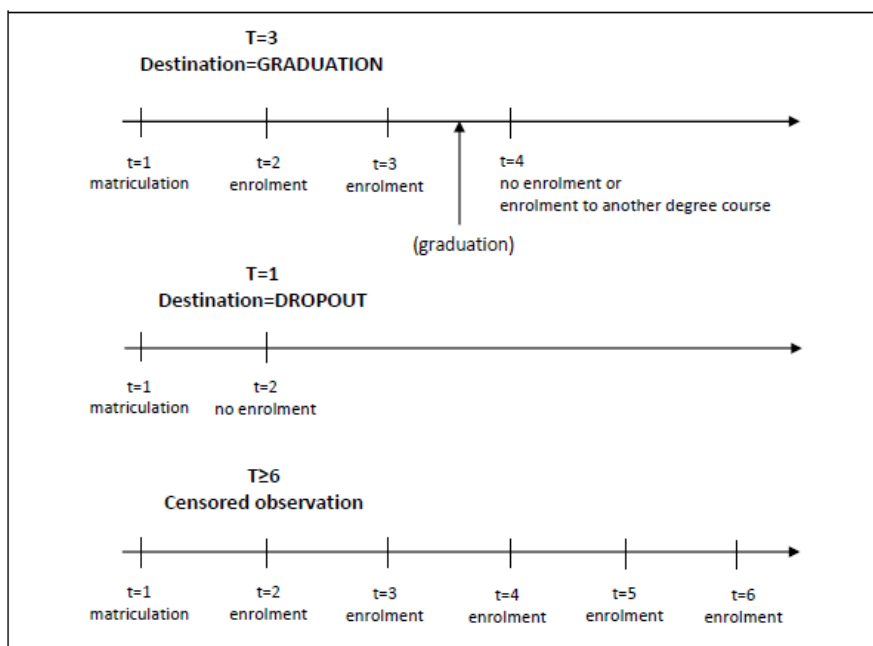 T=3
Destination=GRADUATION
t=1 t=2 t=3 t=4
matriculation enrolment enrolment no enrolment or
enrolment to another degree course
(graduation)
T=1
Destination=DROPOUT
t=1 t=2
matriculation no enrolment
T≥6
Censored observation
t=1 t=2 t=3 t=4 t=5 t=6
matriculation enrolment enrolment enrolment enrolment enrolment